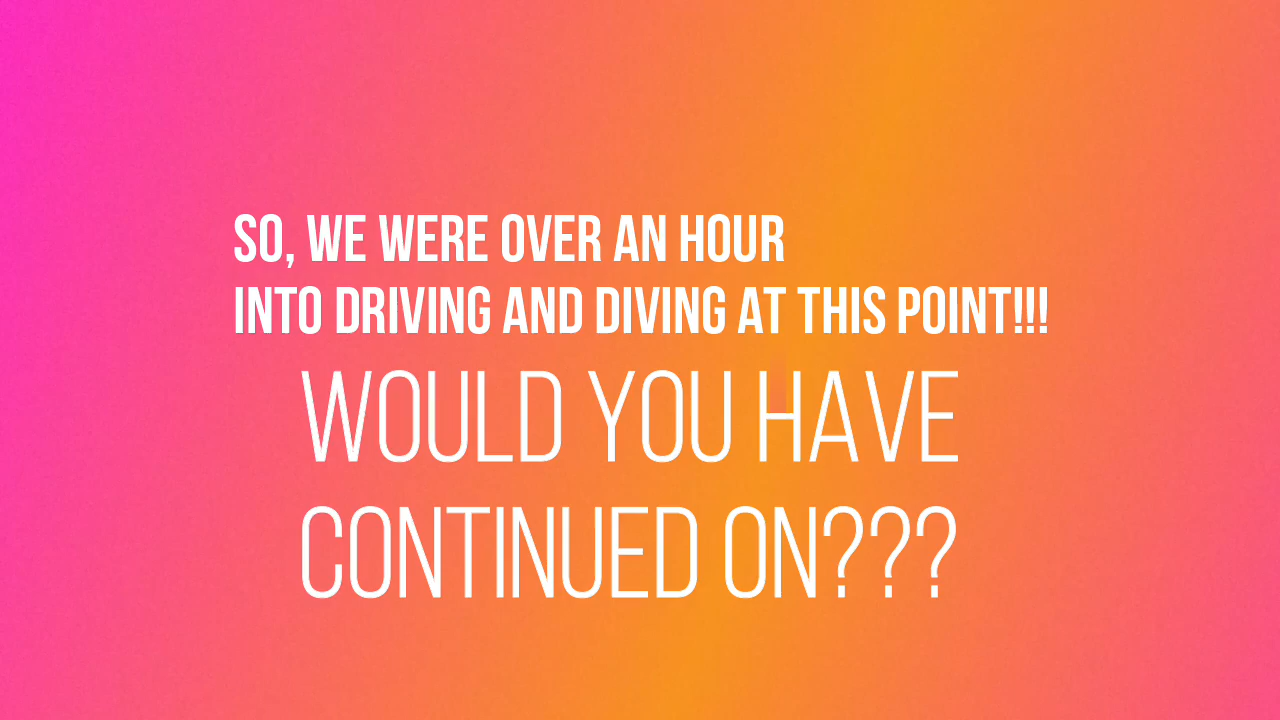 SO, WE WERE OVER AN HOUR
INTO DRIVING AND DIVING AT THIS POINT!!!
WOULD YOU HAVE
CONTINUED ON???